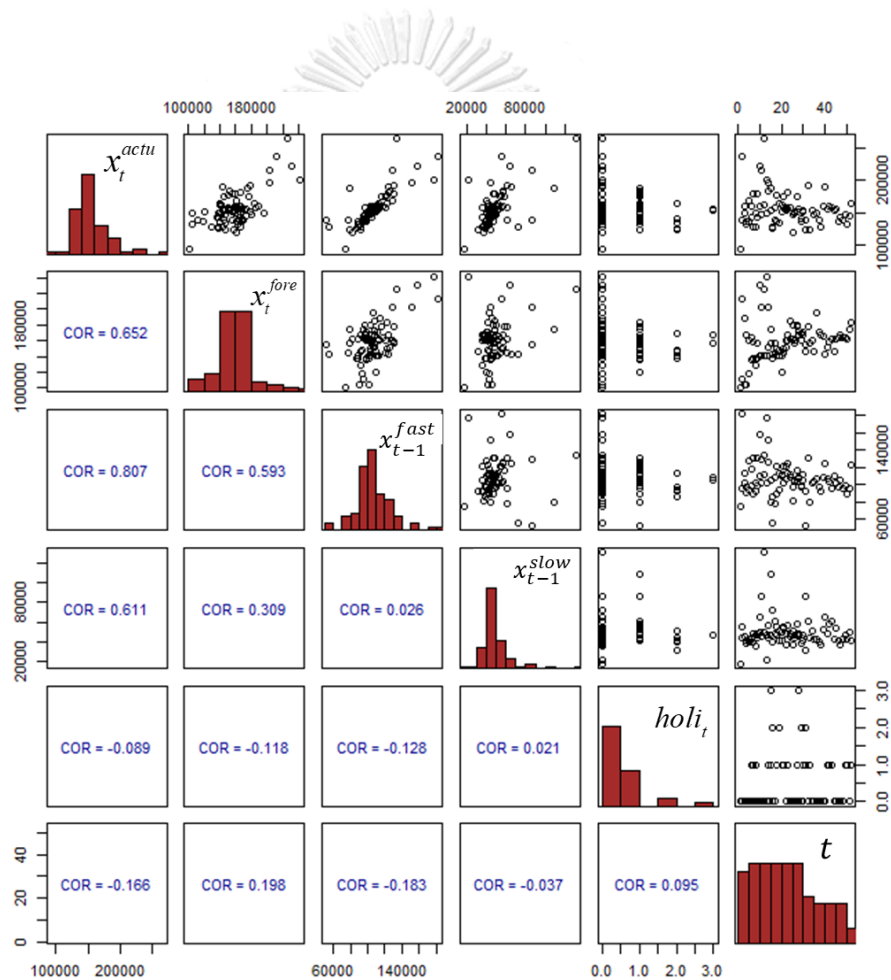 100000 180000 20000 80000 0 20 40
x_t^{actu} 100000 200000
100000 180000 COR = 0.652 x_t^{fore}
COR = 0.807 COR = 0.593 x_{t-1}^{fast} 60000 140000
20000 80000 COR = 0.611 COR = 0.309 COR = 0.026 x_{t-1}^{slow}
COR = -0.089 COR = -0.118 COR = -0.128 COR = 0.021 holi_t 0.0 1.0 2.0 3.0
0 20 40 COR = -0.166 COR = 0.198 COR = -0.183 COR = -0.037 COR = 0.095 t
100000 200000 60000 140000 0.0 1.0 2.0 3.0